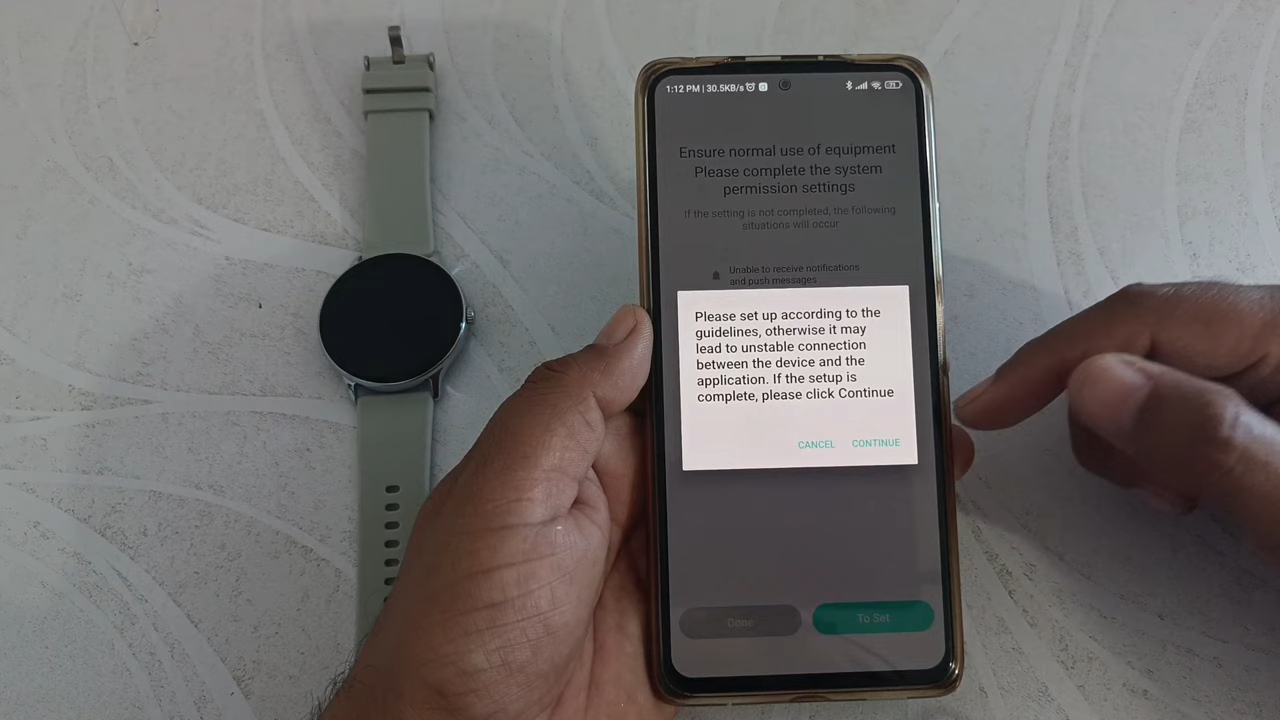 1:12 PM | 30.5KB/s
Ensure normal use of equipment
Please complete the system
permission settings
If the setting is not completed, the following
situations will occur
Unable to receive notifications
and push messages
Please set up according to the
guidelines, otherwise it may
lead to unstable connection
between the device and the
application. If the setup is
complete, please click Continue
CANCEL CONTINUE
Done To Set